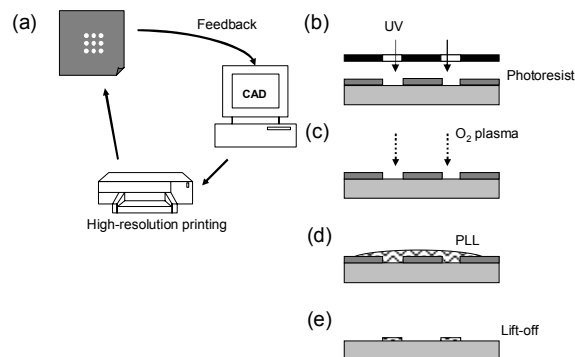 (a)
Feedback
CAD
High-resolution printing
(b)
UV
Photoresist
(c)
O₂ plasma
(d)
PLL
(e)
Lift-off